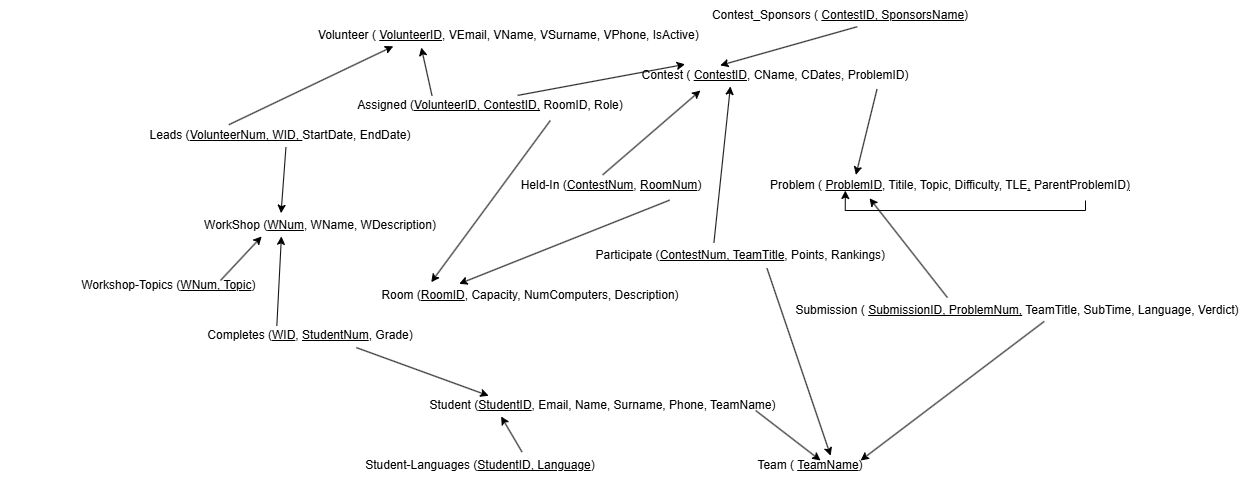 Contest_Sponsors ( ContestID, SponsorsName)
Volunteer ( VolunteerID, VEmail, VName, VSurname, VPhone, IsActive)
Contest ( ContestID, CName, CDates, ProblemID)
Assigned (VolunteerID, ContestID, RoomID, Role)
Leads (VolunteerNum, WID, StartDate, EndDate)
Held-In (ContestNum, RoomNum)
Problem ( ProblemID, Titile, Topic, Difficulty, TLE, ParentProblemID)
WorkShop (WNum, WName, WDescription)
Participate (ContestNum, TeamTitle, Points, Rankings)
Workshop-Topics (WNum, Topic)
Room (RoomID, Capacity, NumComputers, Description)
Submission ( SubmissionID, ProblemNum, TeamTitle, SubTime, Language, Verdict)
Completes (WID, StudentNum, Grade)
Student (StudentID, Email, Name, Surname, Phone, TeamName)
Student-Languages (StudentID, Language)
Team ( TeamName)